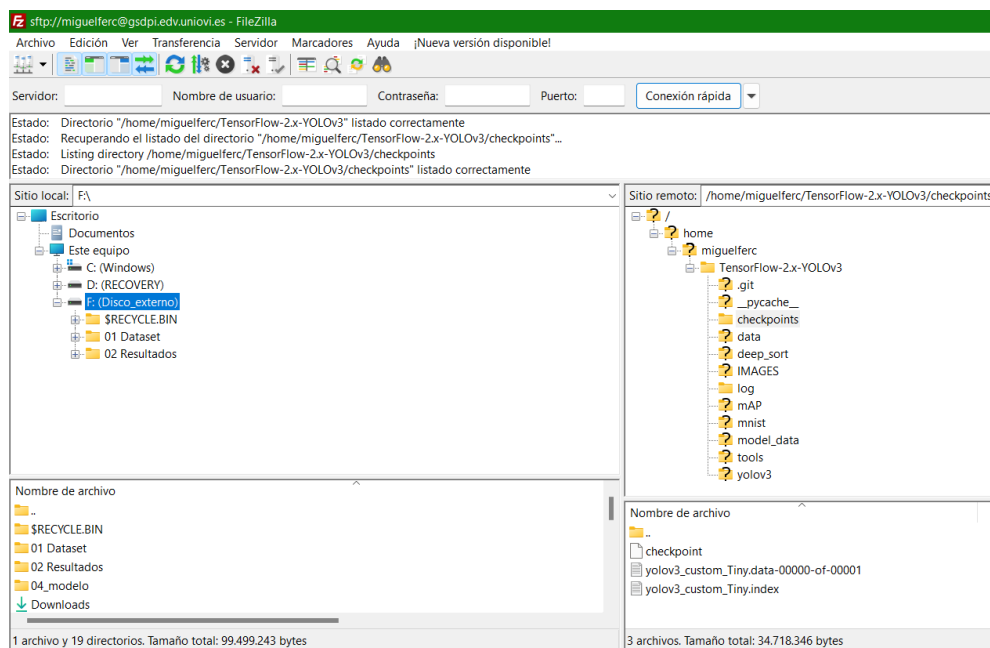 Fz sftp://miguelferc@gsdpi.edv.uniovi.es - FileZilla
Archivo Edición Ver Transferencia Servidor Marcadores Ayuda ¡Nueva versión disponible!
Servidor: Nombre de usuario: Contraseña: Puerto: Conexión rápida
Estado: Directorio "/home/miguelferc/TensorFlow-2.x-YOLOv3" listado correctamente
Estado: Recuperando el listado del directorio "/home/miguelferc/TensorFlow-2.x-YOLOv3/checkpoints"...
Estado: Listing directory /home/miguelferc/TensorFlow-2.x-YOLOv3/checkpoints
Estado: Directorio "/home/miguelferc/TensorFlow-2.x-YOLOv3/checkpoints" listado correctamente
Sitio local: F:\
Escritorio
Documentos
Este equipo
C: (Windows)
D: (RECOVERY)
F: (Disco_externo)
$RECYCLE.BIN
01 Dataset
02 Resultados
Nombre de archivo
..
$RECYCLE.BIN
01 Dataset
02 Resultados
04_modelo
Downloads
1 archivo y 19 directorios. Tamaño total: 99.499.243 bytes
Sitio remoto: /home/miguelferc/TensorFlow-2.x-YOLOv3/checkpoints
/
home
miguelferc
TensorFlow-2.x-YOLOv3
.git
__pycache__
checkpoints
data
deep_sort
IMAGES
log
mAP
mnist
model_data
tools
yolov3
Nombre de archivo
..
checkpoint
yolov3_custom_Tiny.data-00000-of-00001
yolov3_custom_Tiny.index
3 archivos. Tamaño total: 34.718.346 bytes